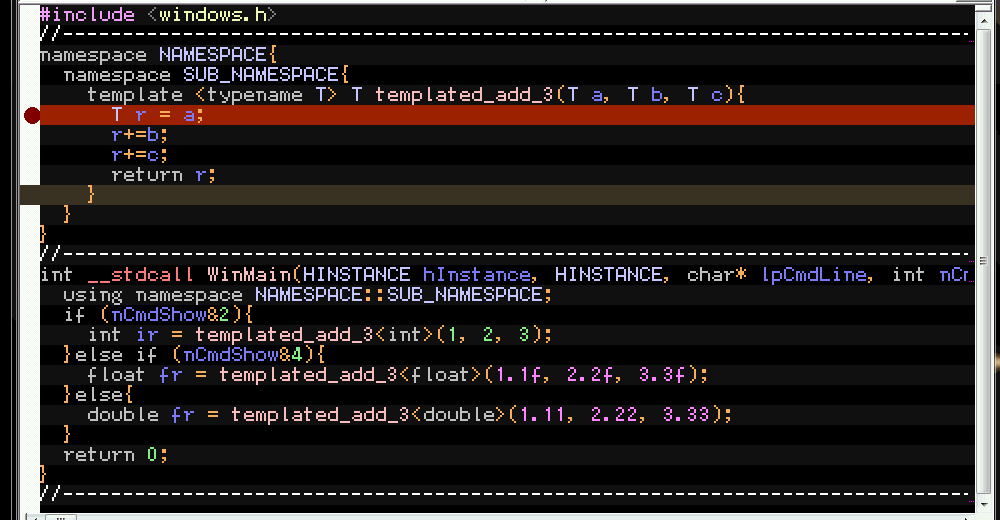 #include <windows.h>
//----------------------------------------------------------------------------
namespace NAMESPACE{
  namespace SUB_NAMESPACE{
    template <typename T> T templated_add_3(T a, T b, T c){
      T r = a;
      r+=b;
      r+=c;
      return r;
    }
  }
}
//----------------------------------------------------------------------------
int __stdcall WinMain(HINSTANCE hInstance, HINSTANCE, char* lpCmdLine, int nC
  using namespace NAMESPACE::SUB_NAMESPACE;
  if (nCmdShow&2){
    int ir = templated_add_3<int>(1, 2, 3);
  }else if (nCmdShow&4){
    float fr = templated_add_3<float>(1.1f, 2.2f, 3.3f);
  }else{
    double fr = templated_add_3<double>(1.11, 2.22, 3.33);
  }
  return 0;
}
//----------------------------------------------------------------------------